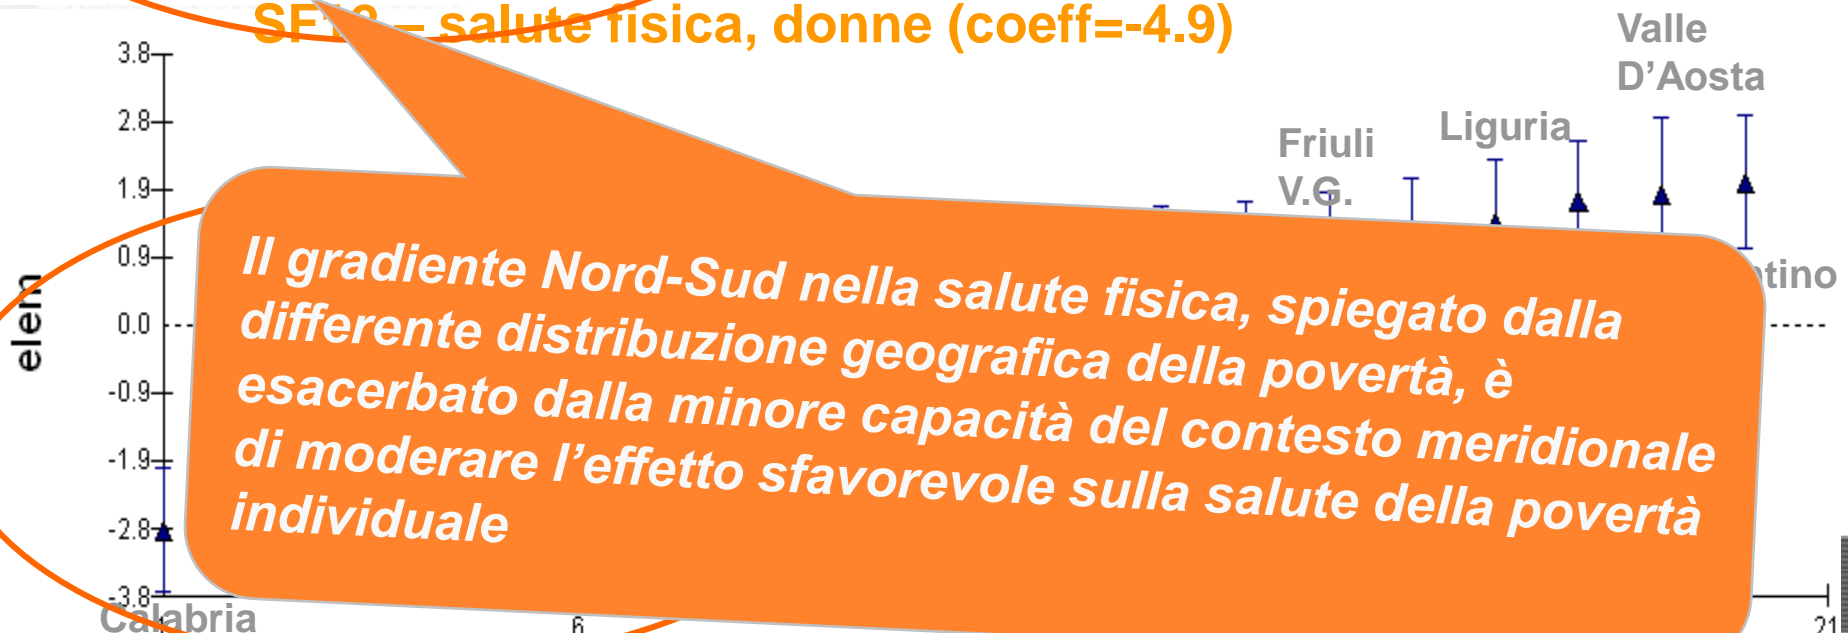 SF12 – salute fisica, donne (coeff=-4.9)
Valle
D'Aosta
Liguria
Friuli
V.G.
tino
3.8
2.8
1.9
0.9
0.0
-0.9
-1.9
-2.8
-3.8
elem
Il gradiente Nord-Sud nella salute fisica, spiegato dalla
differente distribuzione geografica della povertà, è
esacerbato dalla minore capacità del contesto meridionale
di moderare l'effetto sfavorevole sulla salute della povertà
individuale
Calabria
6
21